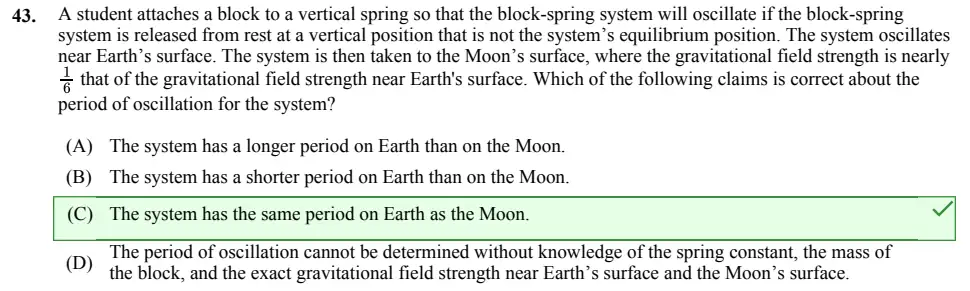 43. A student attaches a block to a vertical spring so that the block-spring system will oscillate if the block-spring
system is released from rest at a vertical position that is not the system's equilibrium position. The system oscillates
near Earth's surface. The system is then taken to the Moon's surface, where the gravitational field strength is nearly
1/6 that of the gravitational field strength near Earth's surface. Which of the following claims is correct about the
period of oscillation for the system?
(A) The system has a longer period on Earth than on the Moon.
(B) The system has a shorter period on Earth than on the Moon.
(C) The system has the same period on Earth as the Moon.
(D) The period of oscillation cannot be determined without knowledge of the spring constant, the mass of
the block, and the exact gravitational field strength near Earth's surface and the Moon's surface.